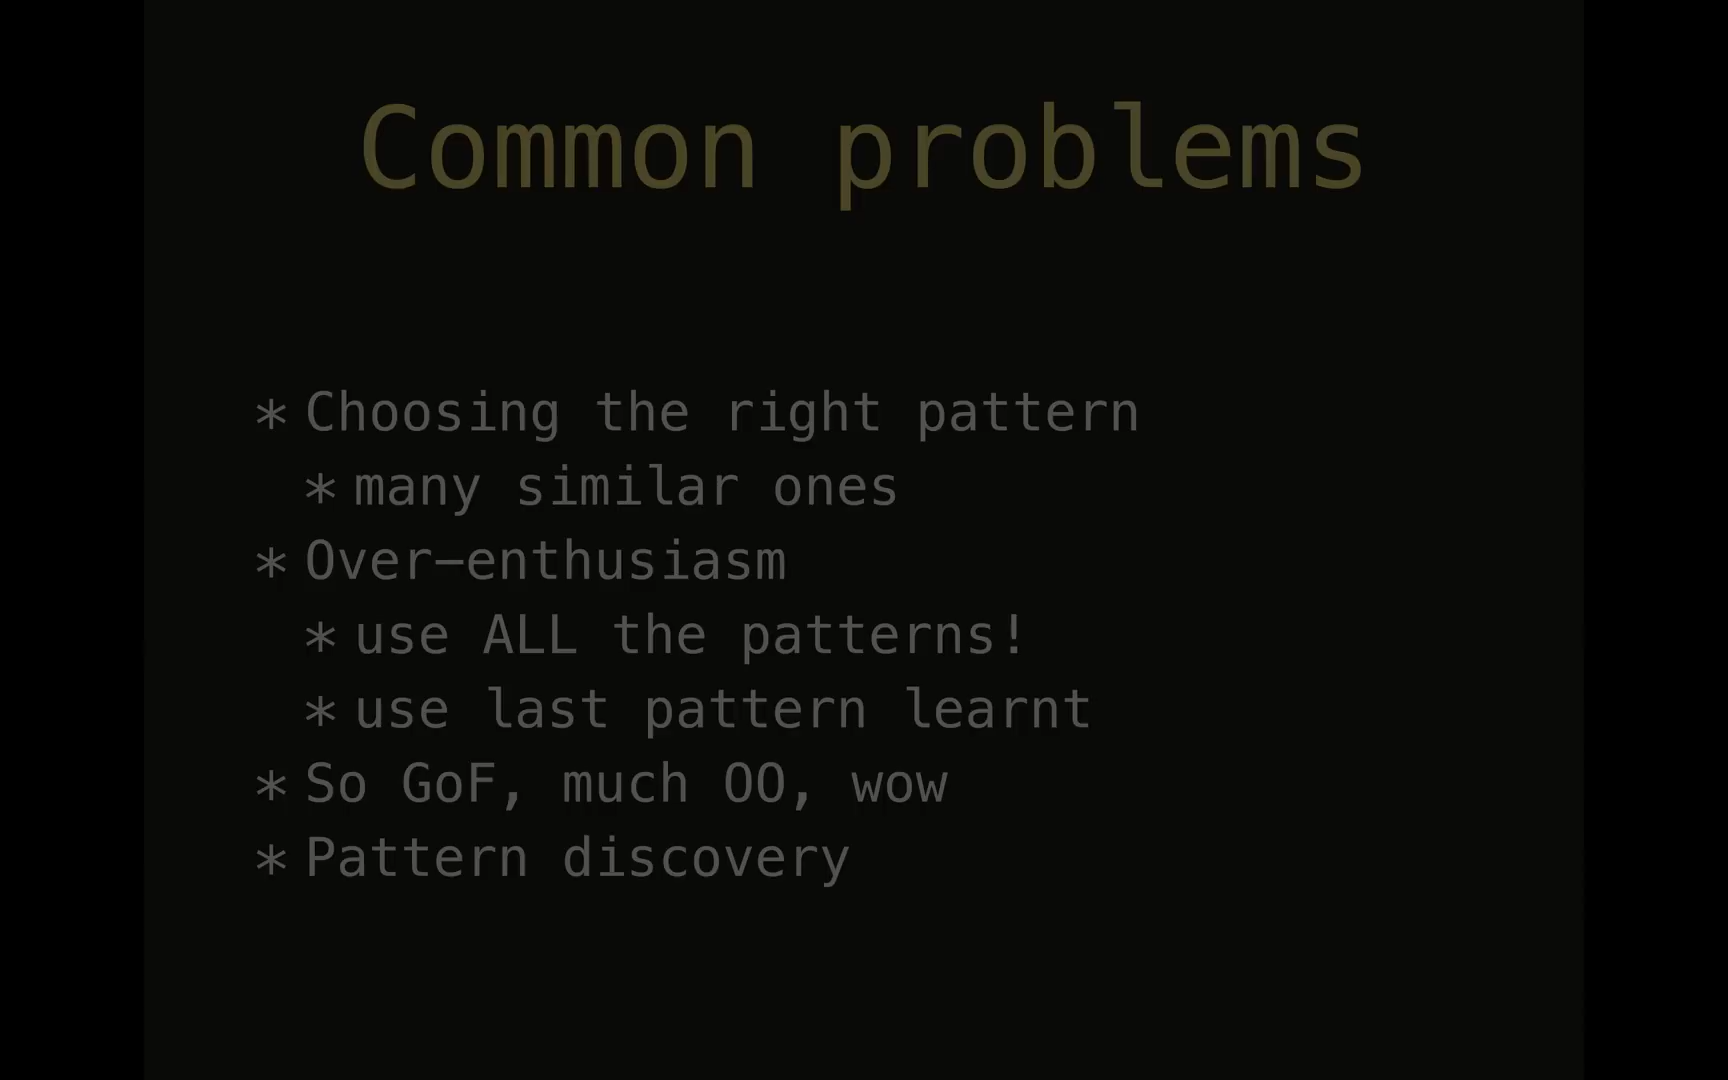 Common problems
* Choosing the right pattern
* many similar ones
* Over-enthusiasm
* use ALL the patterns!
* use last pattern learnt
* So GoF, much OO, wow
* Pattern discovery